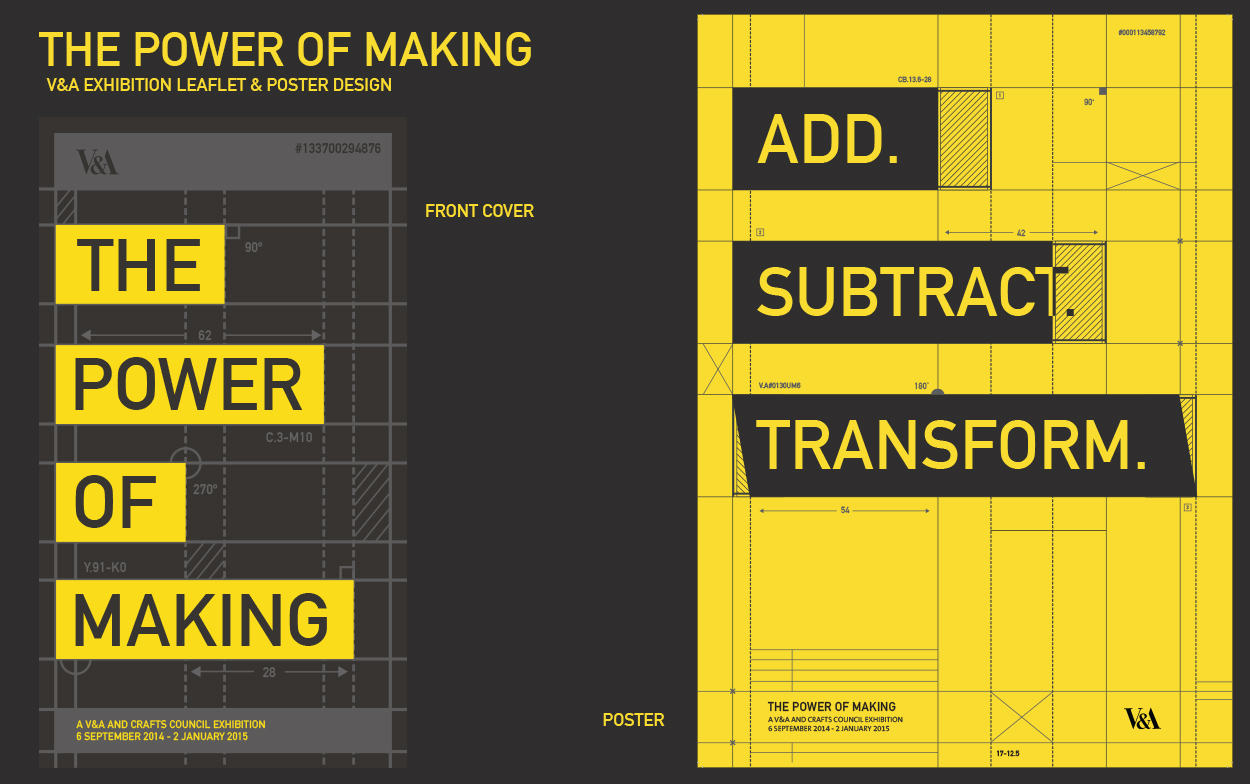 THE POWER OF MAKING
V&A EXHIBITION LEAFLET & POSTER DESIGN
V&A
#133700294876
THE
90°
62
POWER
C.3-M10
OF
270°
Y.91-K0
MAKING
28
A V&A AND CRAFTS COUNCIL EXHIBITION
6 SEPTEMBER 2014 - 2 JANUARY 2015
FRONT COVER
POSTER
#000113458792
CB.13.6-28
1
90°
ADD.
2
42
SUBTRACT.
V.A#0130UM6
180°
TRANSFORM.
54
3
THE POWER OF MAKING
A V&A AND CRAFTS COUNCIL EXHIBITION
6 SEPTEMBER 2014 - 2 JANUARY 2015
V&A
17-12.5